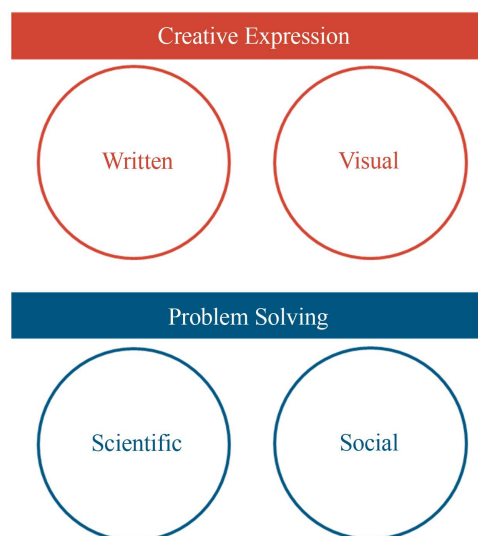 Creative Expression
Written
Visual
Problem Solving
Scientific
Social